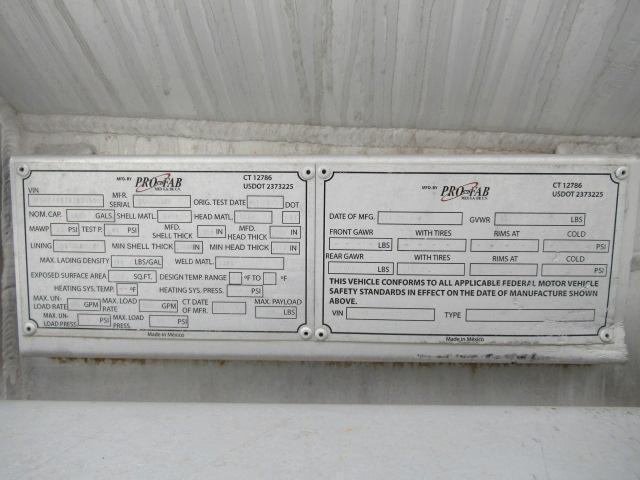 MFG. BY PRO-FAB
CT 12786
USDOT 2373225
VIN
MFR. SERIAL
ORIG. TEST DATE
DOT
NOM. CAP. GALS. SHELL MATL. HEAD MATL.
MAWP PSI TEST P. PSI MFD. SHELL THICK IN MFD. HEAD THICK IN
LINING MIN SHELL THICK IN MIN HEAD THICK IN
MAX. LADING DENSITY LBS/GAL WELD MATL.
EXPOSED SURFACE AREA SQ.FT. DESIGN TEMP. RANGE °F TO °F
HEATING SYS. TEMP. °F HEATING SYS. PRESS. PSI
MAX. UN-LOAD RATE GPM MAX. LOAD RATE GPM CT DATE OF MFR. MAX. PAYLOAD LBS
MAX. UN-LOAD PRESS. PSI MAX. LOAD PRESS. PSI
Made in México
MFG. BY PRO-FAB
CT 12786
USDOT 2373225
DATE OF MFG. GVWR LBS
FRONT GAWR WITH TIRES RIMS AT COLD
LBS PSI
REAR GAWR WITH TIRES RIMS AT COLD
LBS PSI
THIS VEHICLE CONFORMS TO ALL APPLICABLE FEDERAL MOTOR VEHICLE
SAFETY STANDARDS IN EFFECT ON THE DATE OF MANUFACTURE SHOWN
ABOVE.
VIN TYPE
Made in México